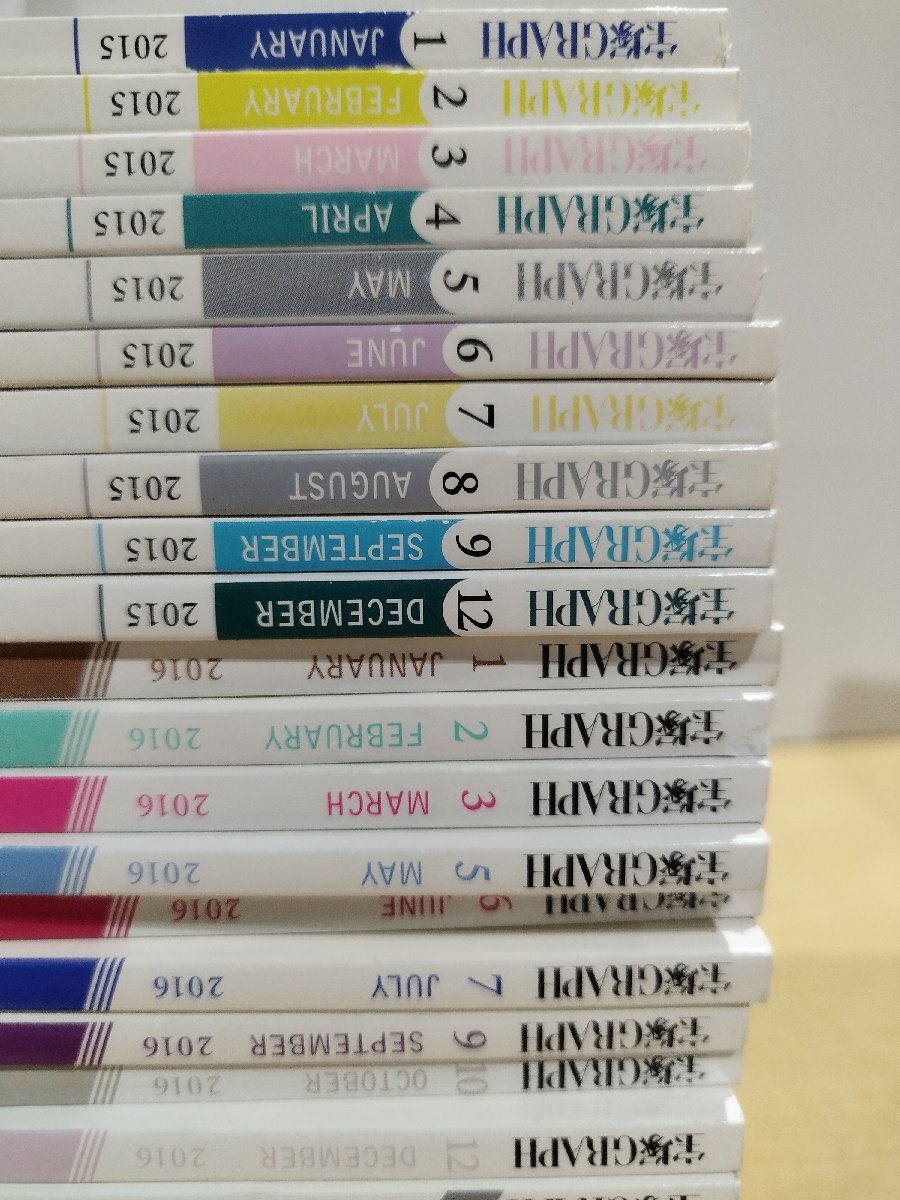 宝塚GRAPH 1 JANUARY 2015
宝塚GRAPH 2 FEBRUARY 2015
宝塚GRAPH 3 MARCH 2015
宝塚GRAPH 4 APRIL 2015
宝塚GRAPH 5 MAY 2015
宝塚GRAPH 6 JUNE 2015
宝塚GRAPH 7 JULY 2015
宝塚GRAPH 8 AUGUST 2015
宝塚GRAPH 9 SEPTEMBER 2015
宝塚GRAPH 12 DECEMBER 2015
宝塚GRAPH 1 JANUARY 2016
宝塚GRAPH 2 FEBRUARY 2016
宝塚GRAPH 3 MARCH 2016
宝塚GRAPH 5 MAY 2016
宝塚GRAPH 6 JUNE 2016
宝塚GRAPH 7 JULY 2016
宝塚GRAPH 9 SEPTEMBER 2016
宝塚GRAPH 10 OCTOBER 2016
宝塚GRAPH 12 DECEMBER 2016